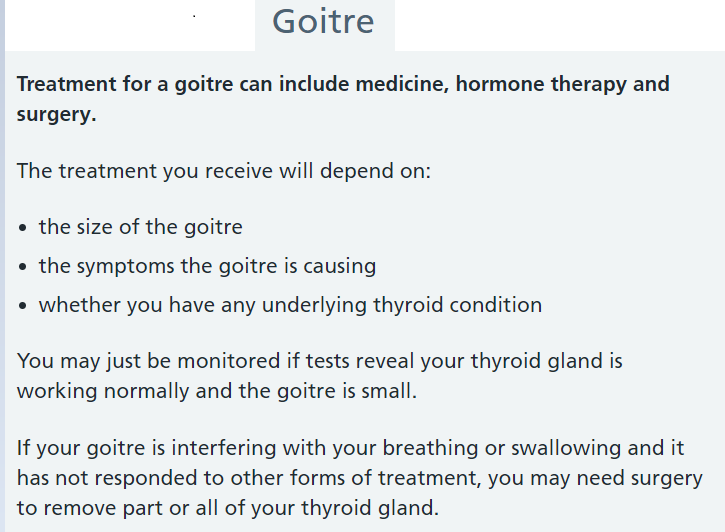 Goitre
Treatment for a goitre can include medicine, hormone therapy and
surgery.
The treatment you receive will depend on:
• the size of the goitre
• the symptoms the goitre is causing
• whether you have any underlying thyroid condition
You may just be monitored if tests reveal your thyroid gland is
working normally and the goitre is small.
If your goitre is interfering with your breathing or swallowing and it
has not responded to other forms of treatment, you may need surgery
to remove part or all of your thyroid gland.